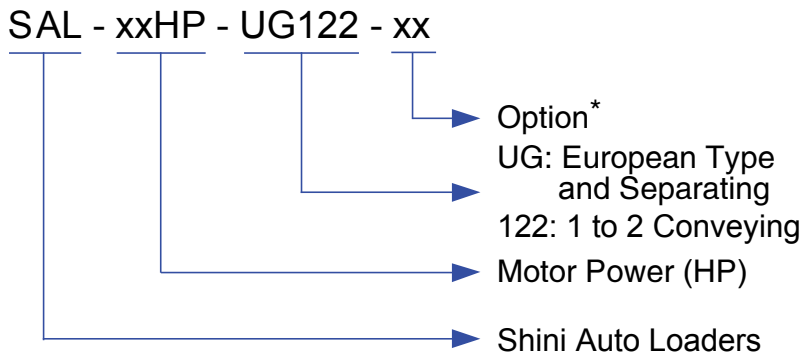 SAL - xxHP - UG122 - xx
Option*
UG: European Type
and Separating
122: 1 to 2 Conveying
Motor Power (HP)
Shini Auto Loaders